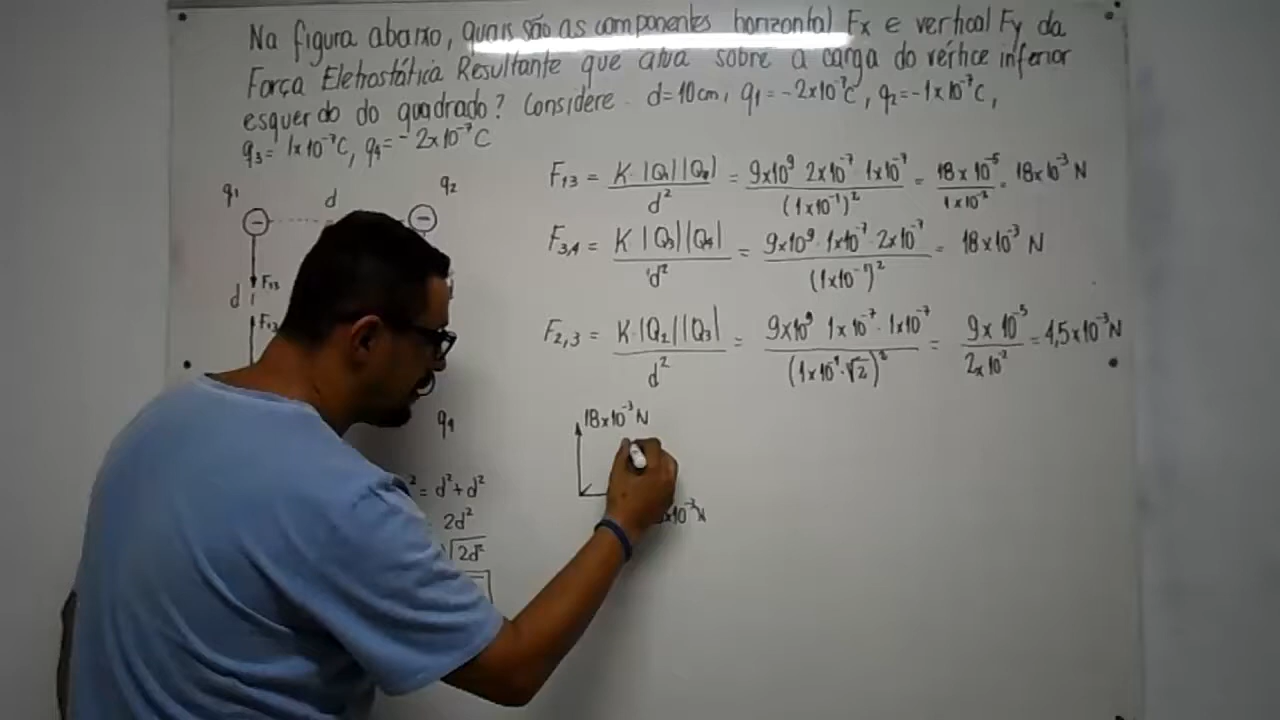 Na figura abaixo, quais são as componentes horizontal Fx e vertical Fy da
Força Eletrostática Resultante que atua sobre a carga do vértice inferior
esquerdo do quadrado? Considere d=10cm, q1=-2x10⁻⁷C, q2=-1x10⁻⁷C,
q3=1x10⁻⁷C, q4=-2x10⁻⁷C
q1 d q2
- -
F13
d
F13 = K·|Q1||Q3| / d² = 9x10⁹ 2x10⁻⁷ 1x10⁻⁷ / (1x10⁻¹)² = 18x10⁻⁵ / 1x10⁻² = 18x10⁻³ N
F3,4 = K·|Q3||Q4| / d² = 9x10⁹·1x10⁻⁷·2x10⁻⁷ / (1x10⁻¹)² = 18x10⁻³ N
F2,3 = K·|Q2||Q3| / d² = 9x10⁹ 1x10⁻⁷·1x10⁻⁷ / (1x10⁻¹·√2)² = 9x10⁻⁵ / 2x10⁻² = 4,5x10⁻³N
q4
18x10⁻³N
x10⁻³N
² = d²+d²
2d²
√2d²